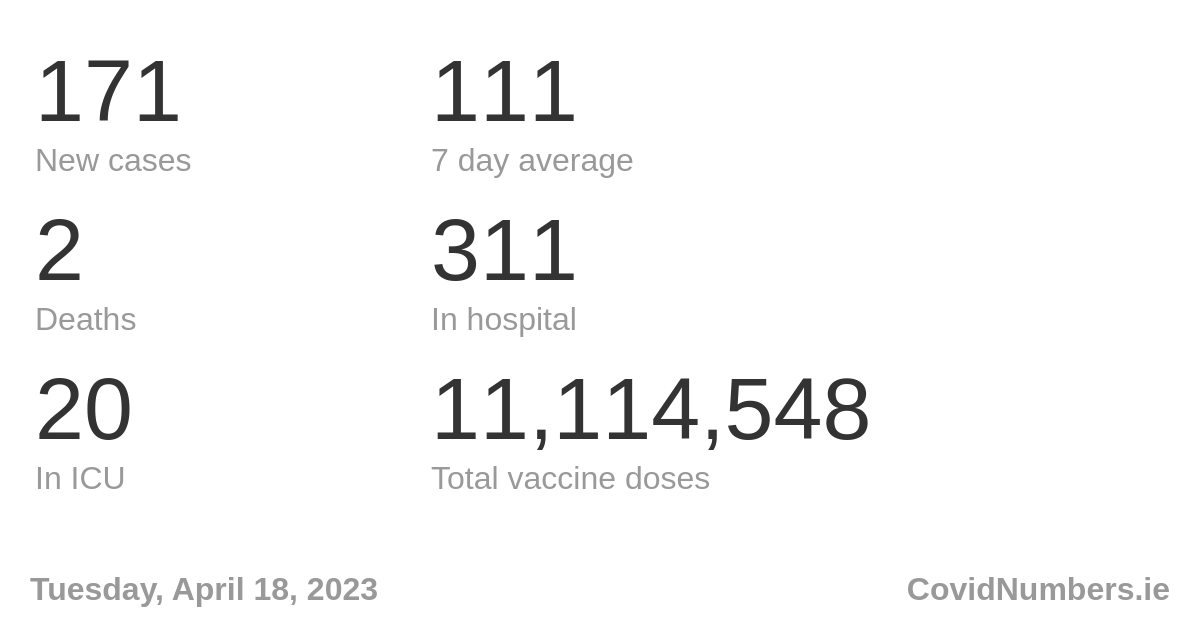 171
New cases
111
7 day average
2
Deaths
311
In hospital
20
In ICU
11,114,548
Total vaccine doses
Tuesday, April 18, 2023
CovidNumbers.ie